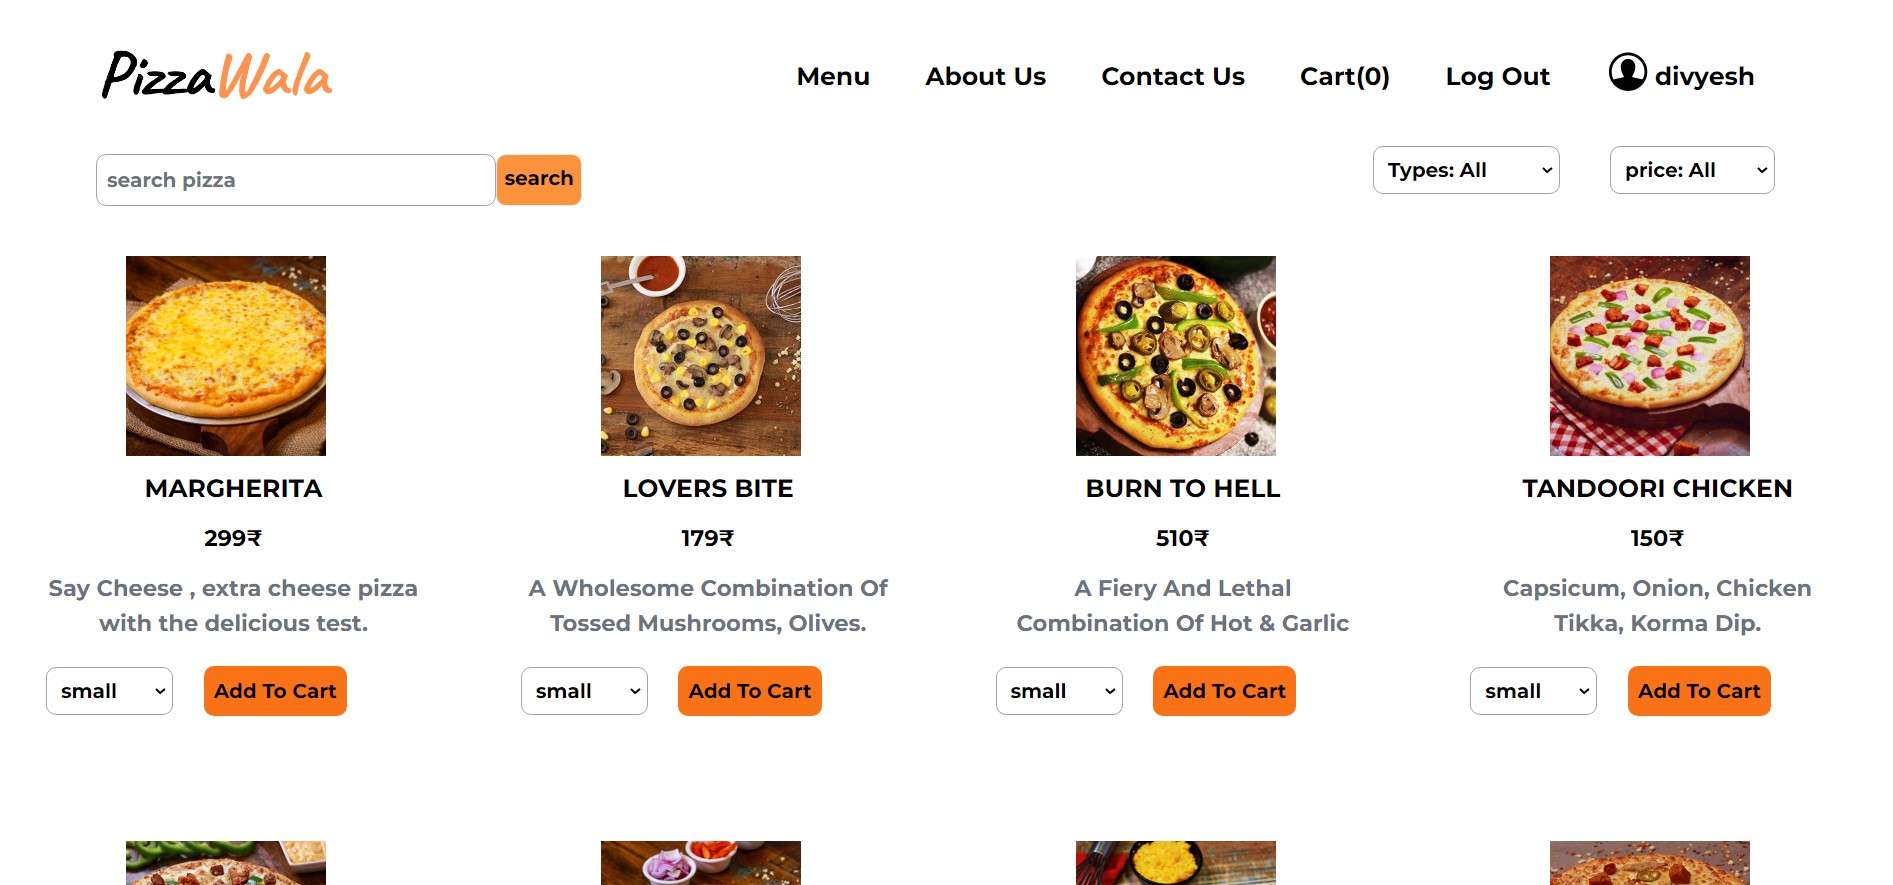 PizzaWala
Menu About Us Contact Us Cart(0) Log Out divyesh
search pizza search Types: All price: All
MARGHERITA
299₹
Say Cheese , extra cheese pizza
with the delicious test.
small Add To Cart
LOVERS BITE
179₹
A Wholesome Combination Of
Tossed Mushrooms, Olives.
small Add To Cart
BURN TO HELL
510₹
A Fiery And Lethal
Combination Of Hot & Garlic
small Add To Cart
TANDOORI CHICKEN
150₹
Capsicum, Onion, Chicken
Tikka, Korma Dip.
small Add To Cart